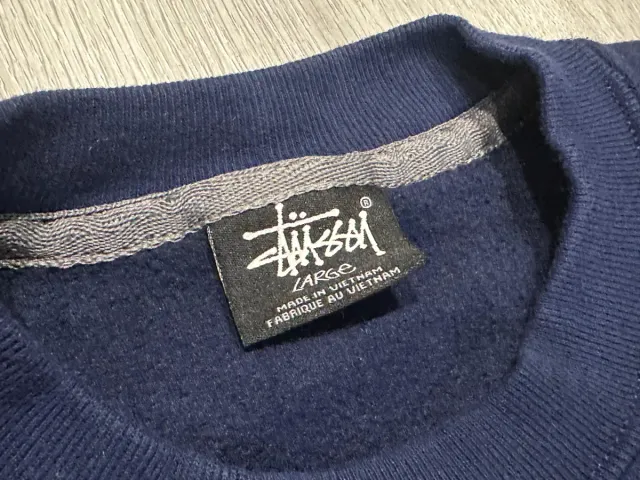 Stüssy ®
LARGE
MADE IN VIETNAM
FABRIQUE AU VIETNAM